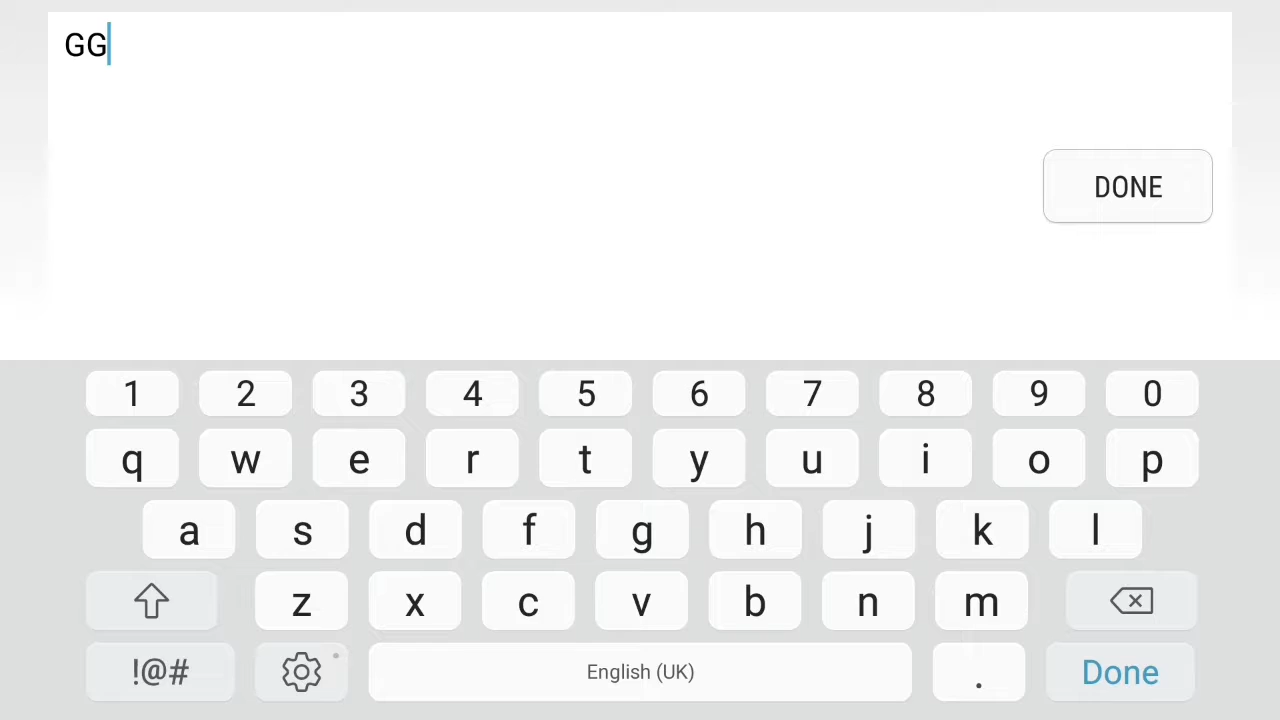 GG
DONE
1 2 3 4 5 6 7 8 9 0
q w e r t y u i o p
a s d f g h j k l
z x c v b n m
!@# English (UK) . Done